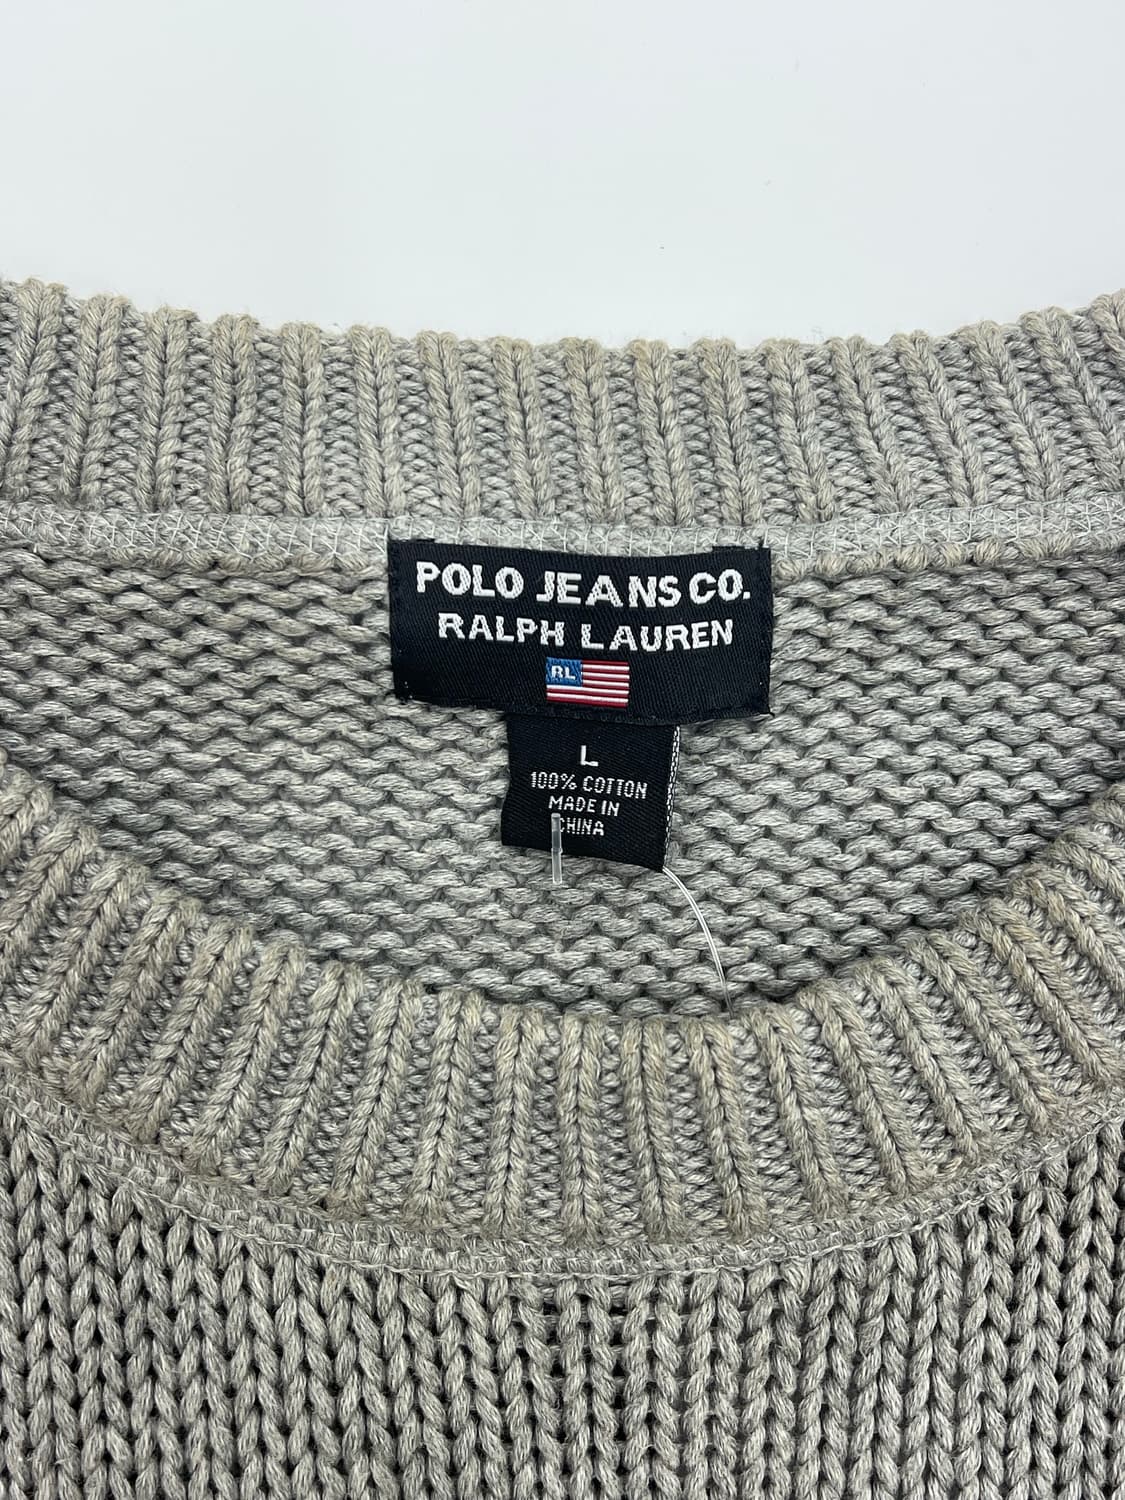 POLO JEANS CO.
RALPH LAUREN
RL
L
100% COTTON
MADE IN
CHINA